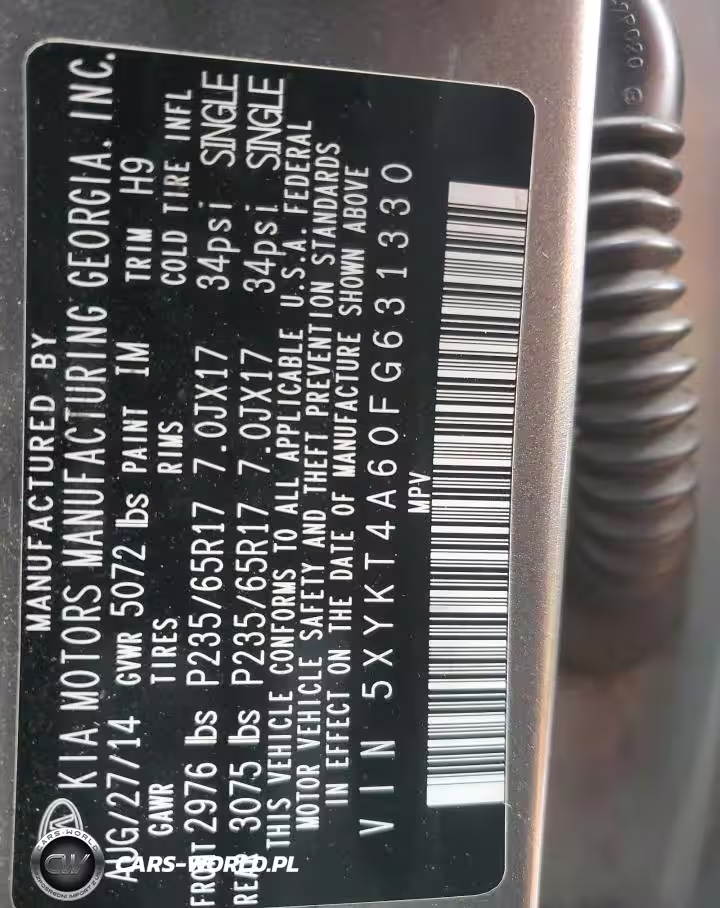 MANUFACTURED BY
KIA MOTORS MANUFACTURING GEORGIA, INC.
AUG/27/14 GVWR 5072 lbs PAINT IM TRIM H9
GAWR TIRES RIMS COLD TIRE INFL
FRONT 2976 lbs P235/65R17 7.0JX17 34psi SINGLE
REAR 3075 lbs P235/65R17 7.0JX17 34psi SINGLE
THIS VEHICLE CONFORMS TO ALL APPLICABLE U.S.A. FEDERAL
MOTOR VEHICLE SAFETY AND THEFT PREVENTION STANDARDS
IN EFFECT ON THE DATE OF MANUFACTURE SHOWN ABOVE
VIN 5XYKT4A60FG631330
MPV
CARS-WORLD
CW
CARS-WORLD.PL